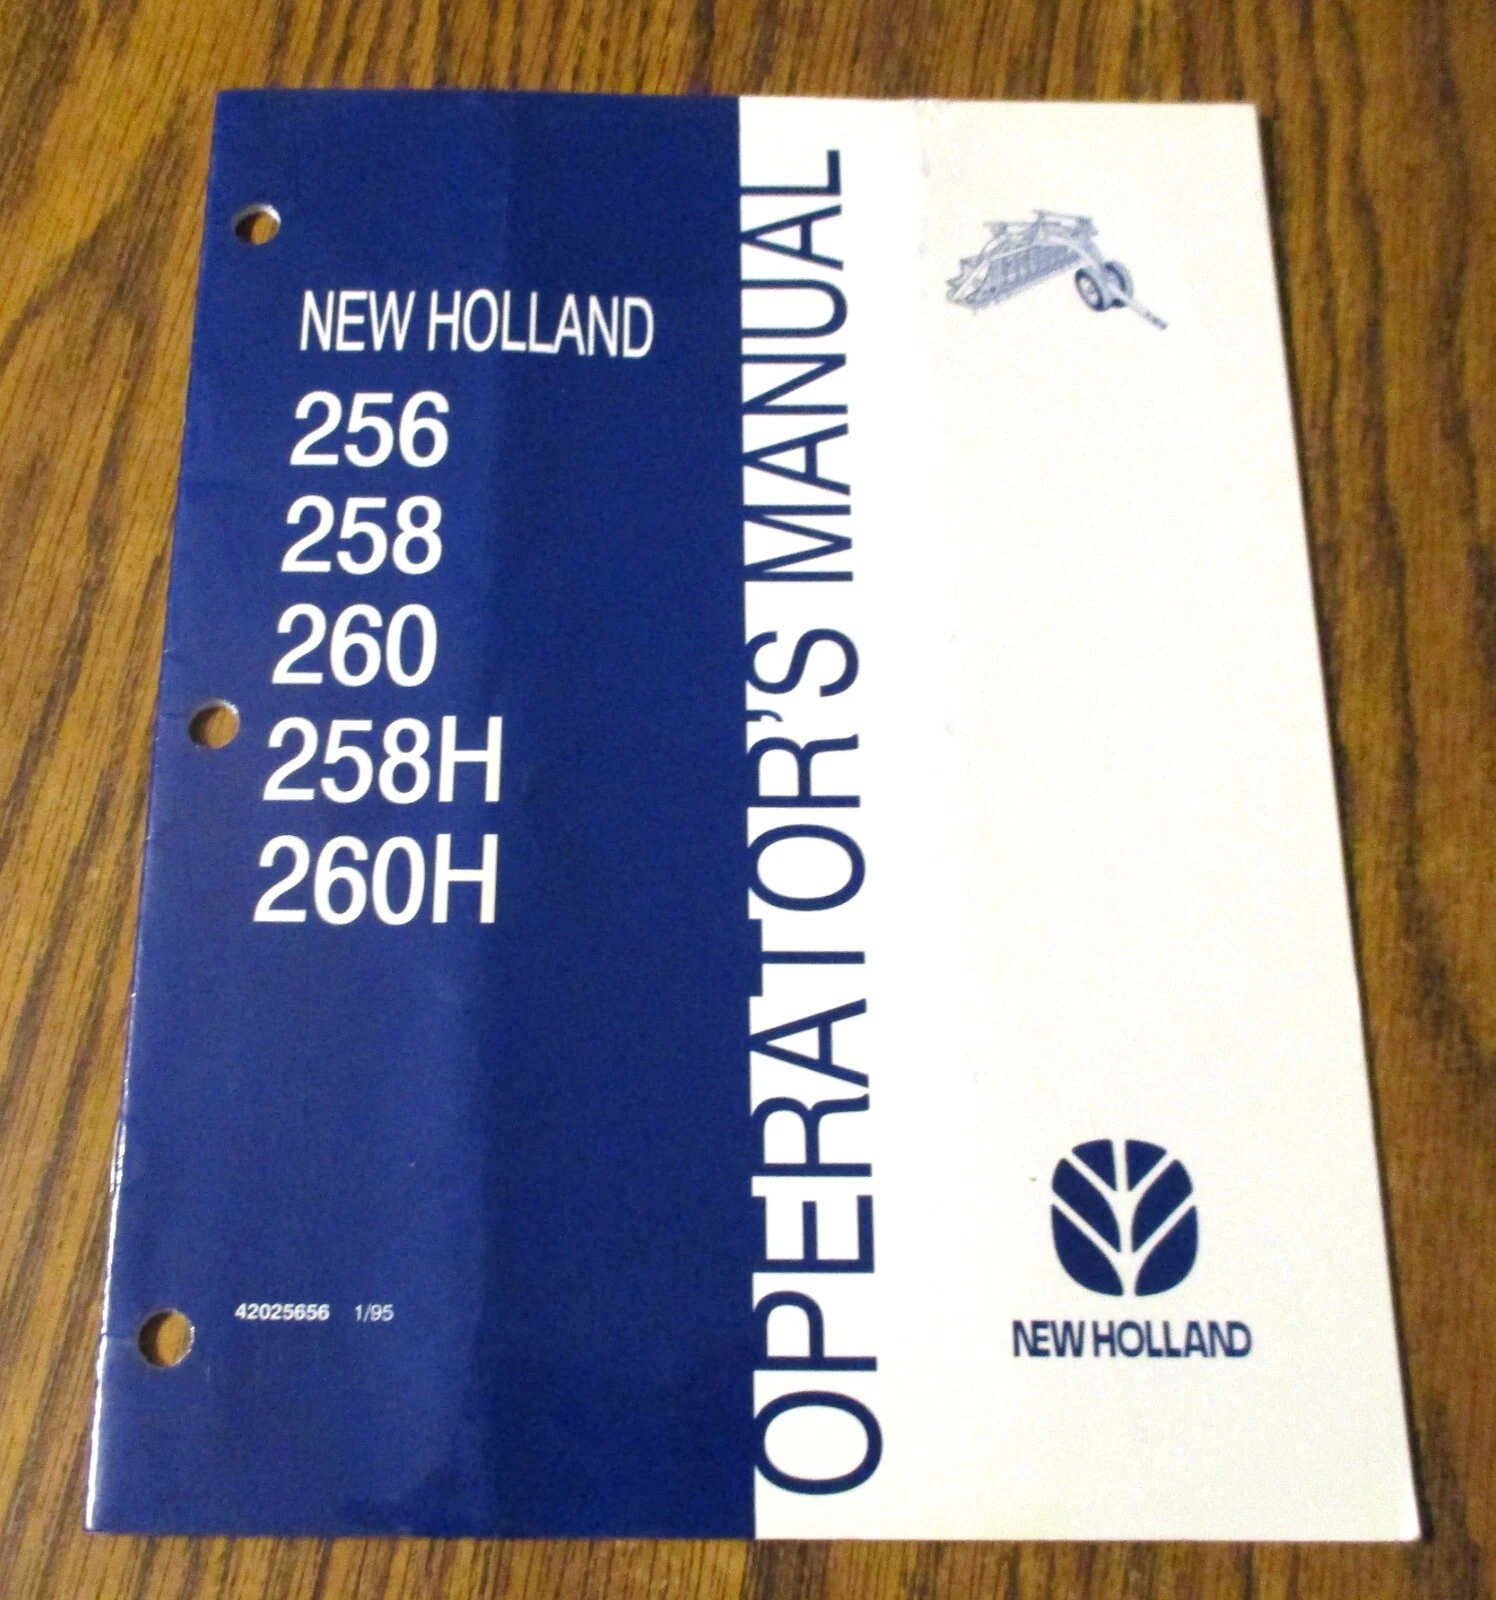 NEW HOLLAND
256
258
260
258H
260H
42025656 1/95
OPERATOR'S MANUAL
NEW HOLLAND